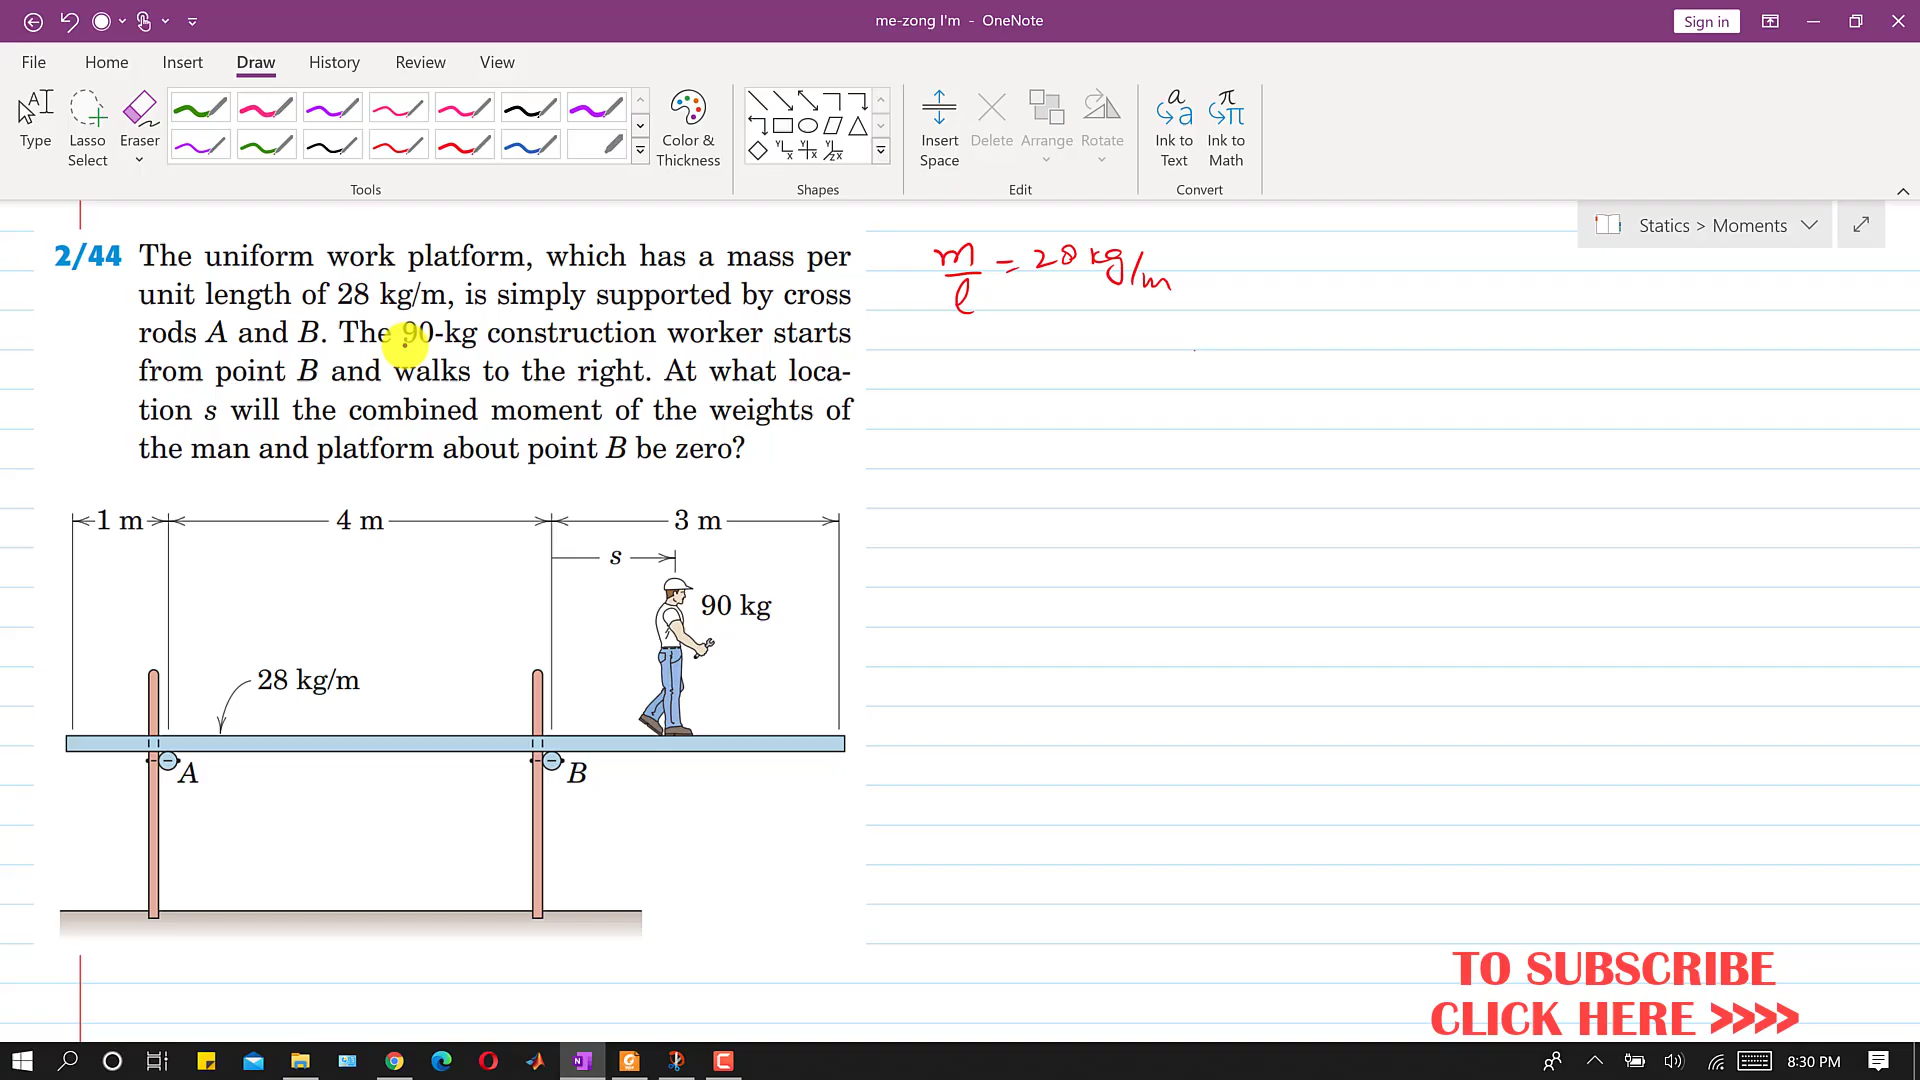 me-zong I'm - OneNote
Sign in
File Home Insert Draw History Review View
Type
Lasso Select
Eraser
Color & Thickness
Insert Space
Delete
Arrange
Rotate
Ink to Text
Ink to Math
Tools
Shapes
Edit
Convert
Statics > Moments
2/44 The uniform work platform, which has a mass per
unit length of 28 kg/m, is simply supported by cross
rods A and B. The 90-kg construction worker starts
from point B and walks to the right. At what loca-
tion s will the combined moment of the weights of
the man and platform about point B be zero?
m/l = 28 kg/m
1 m 4 m 3 m
s
90 kg
28 kg/m
A B
TO SUBSCRIBE
CLICK HERE >>>>
8:30 PM